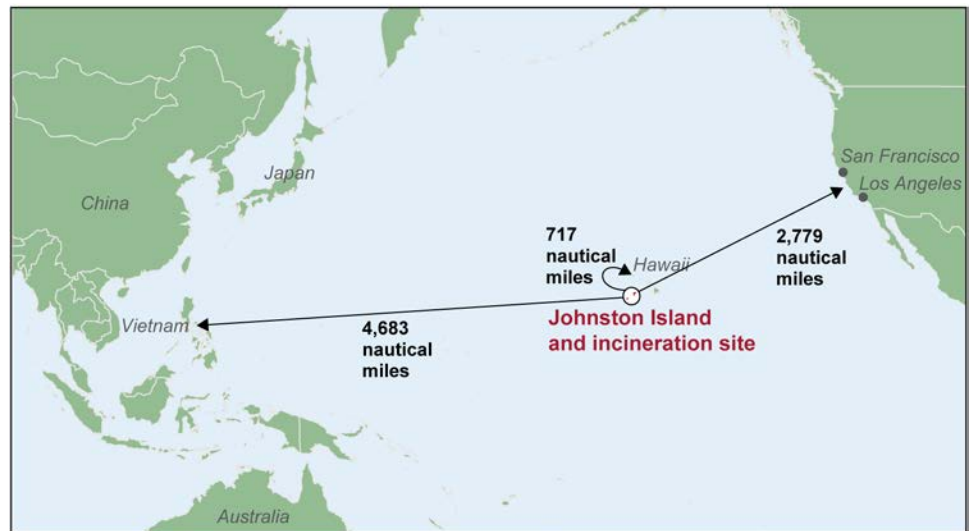 San Francisco
Los Angeles
Japan
China
717
nautical
miles
Hawaii
2,779
nautical
miles
Vietnam
4,683
nautical
miles
Johnston Island
and incineration site
Australia